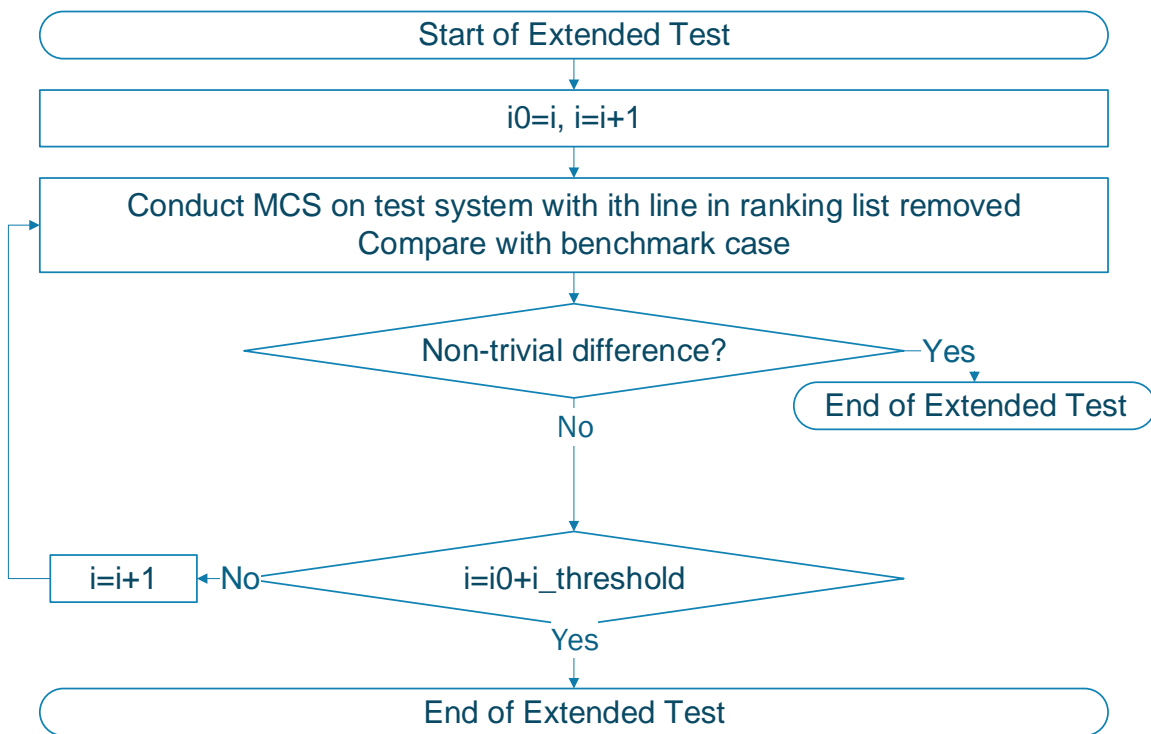 Start of Extended Test
i0=i, i=i+1
Conduct MCS on test system with ith line in ranking list removed
Compare with benchmark case
Non-trivial difference?
Yes
End of Extended Test
No
i=i+1
No
i=i0+i_threshold
Yes
End of Extended Test